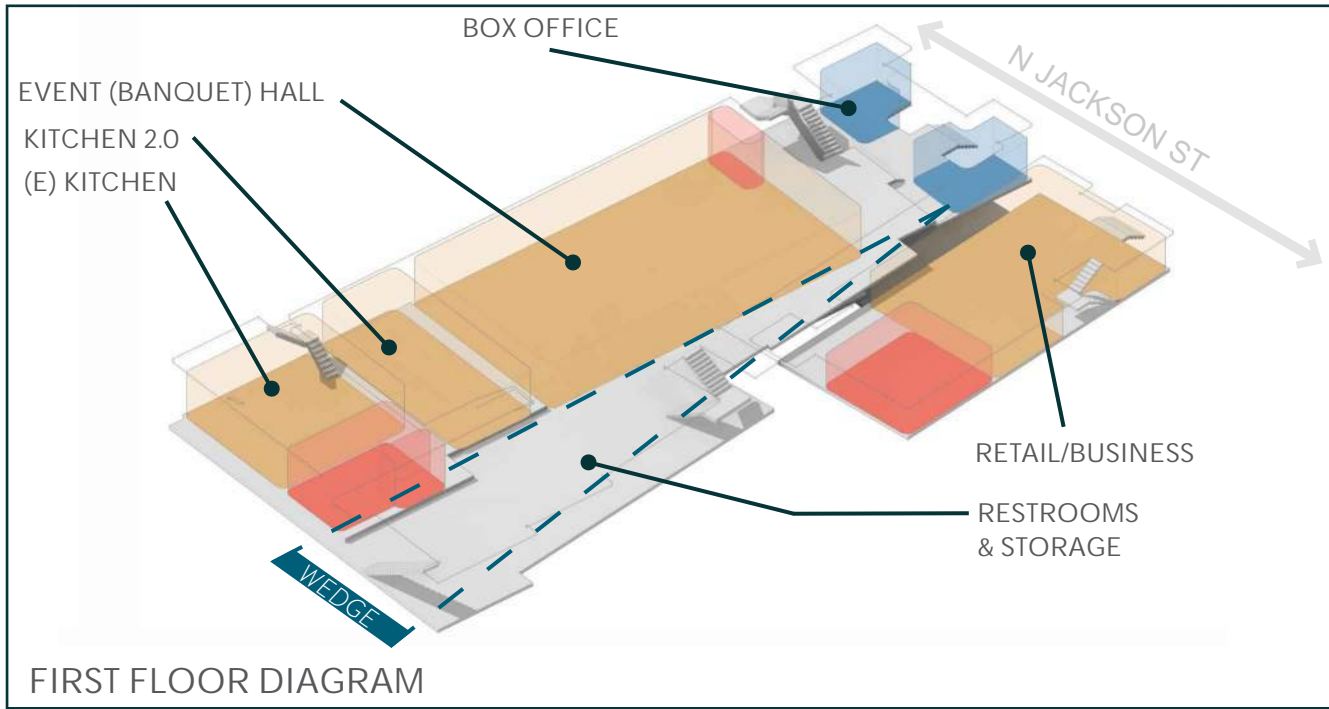 BOX OFFICE
EVENT (BANQUET) HALL
KITCHEN 2.0
(E) KITCHEN
N JACKSON ST
RETAIL/BUSINESS
RESTROOMS
& STORAGE
WEDGE
FIRST FLOOR DIAGRAM